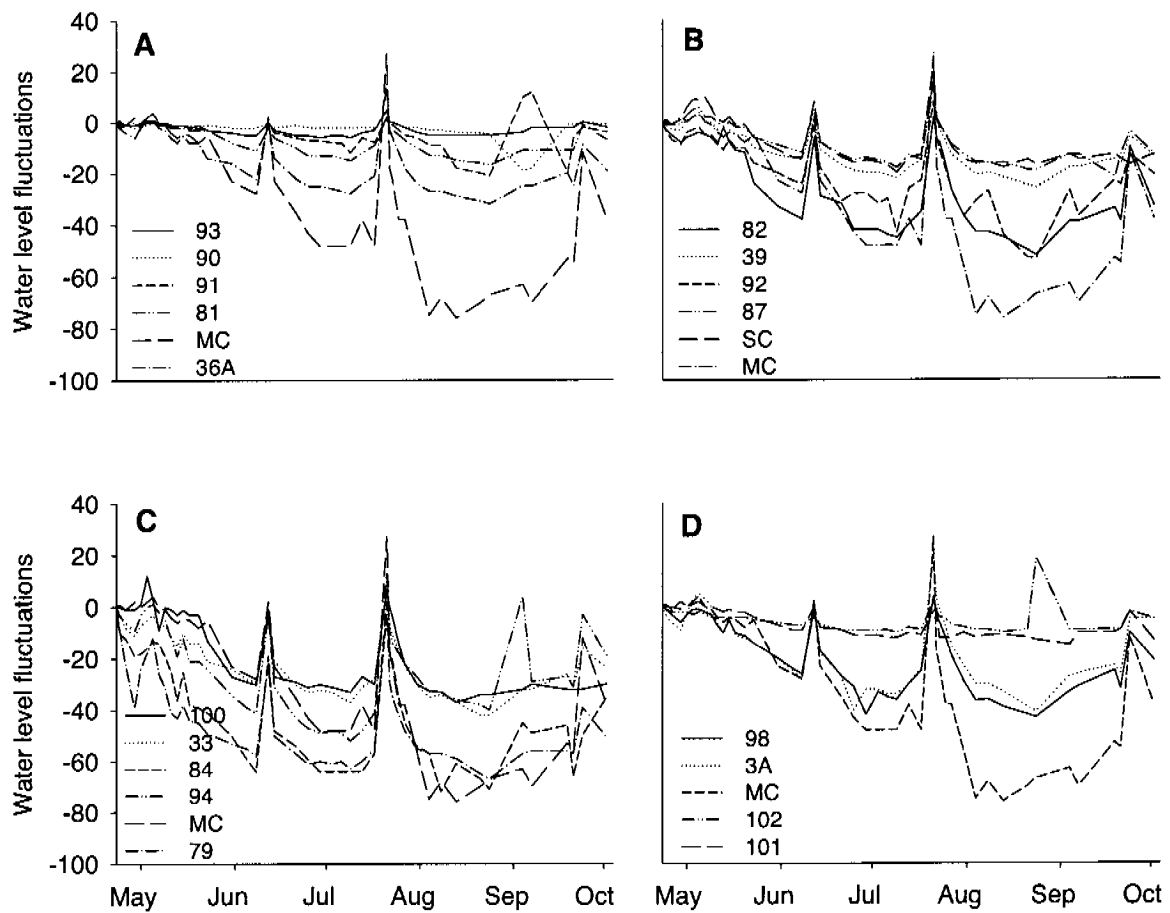 A
B
Water level fluctuations
40
20
0
-20
-40
-60
-80
-100
93
90
91
81
MC
36A
82
39
92
87
SC
MC
C
D
Water level fluctuations
40
20
0
-20
-40
-60
-80
-100
100
33
84
94
MC
79
98
3A
MC
102
101
May Jun Jul Aug Sep Oct
May Jun Jul Aug Sep Oct